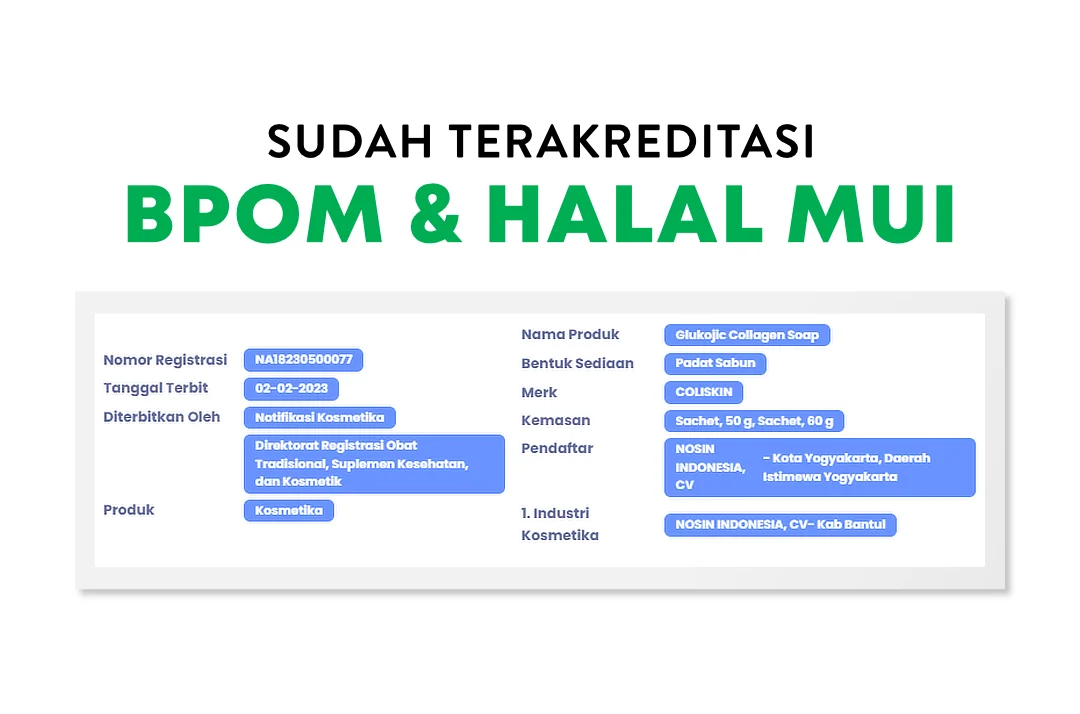 SUDAH TERAKREDITASI
BPOM & HALAL MUI
Nomor Registrasi NA18230500077
Tanggal Terbit 02-02-2023
Diterbitkan Oleh Notifikasi Kosmetika
Direktorat Registrasi Obat
Tradisional, Suplemen Kesehatan,
dan Kosmetik
Produk Kosmetika
Nama Produk Glukojic Collagen Soap
Bentuk Sediaan Padat Sabun
Merk COLISKIN
Kemasan Sachet, 50 g, Sachet, 60 g
Pendaftar NOSIN
INDONESIA,
CV
- Kota Yogyakarta, Daerah
Istimewa Yogyakarta
1. Industri
Kosmetika
NOSIN INDONESIA, CV- Kab Bantul